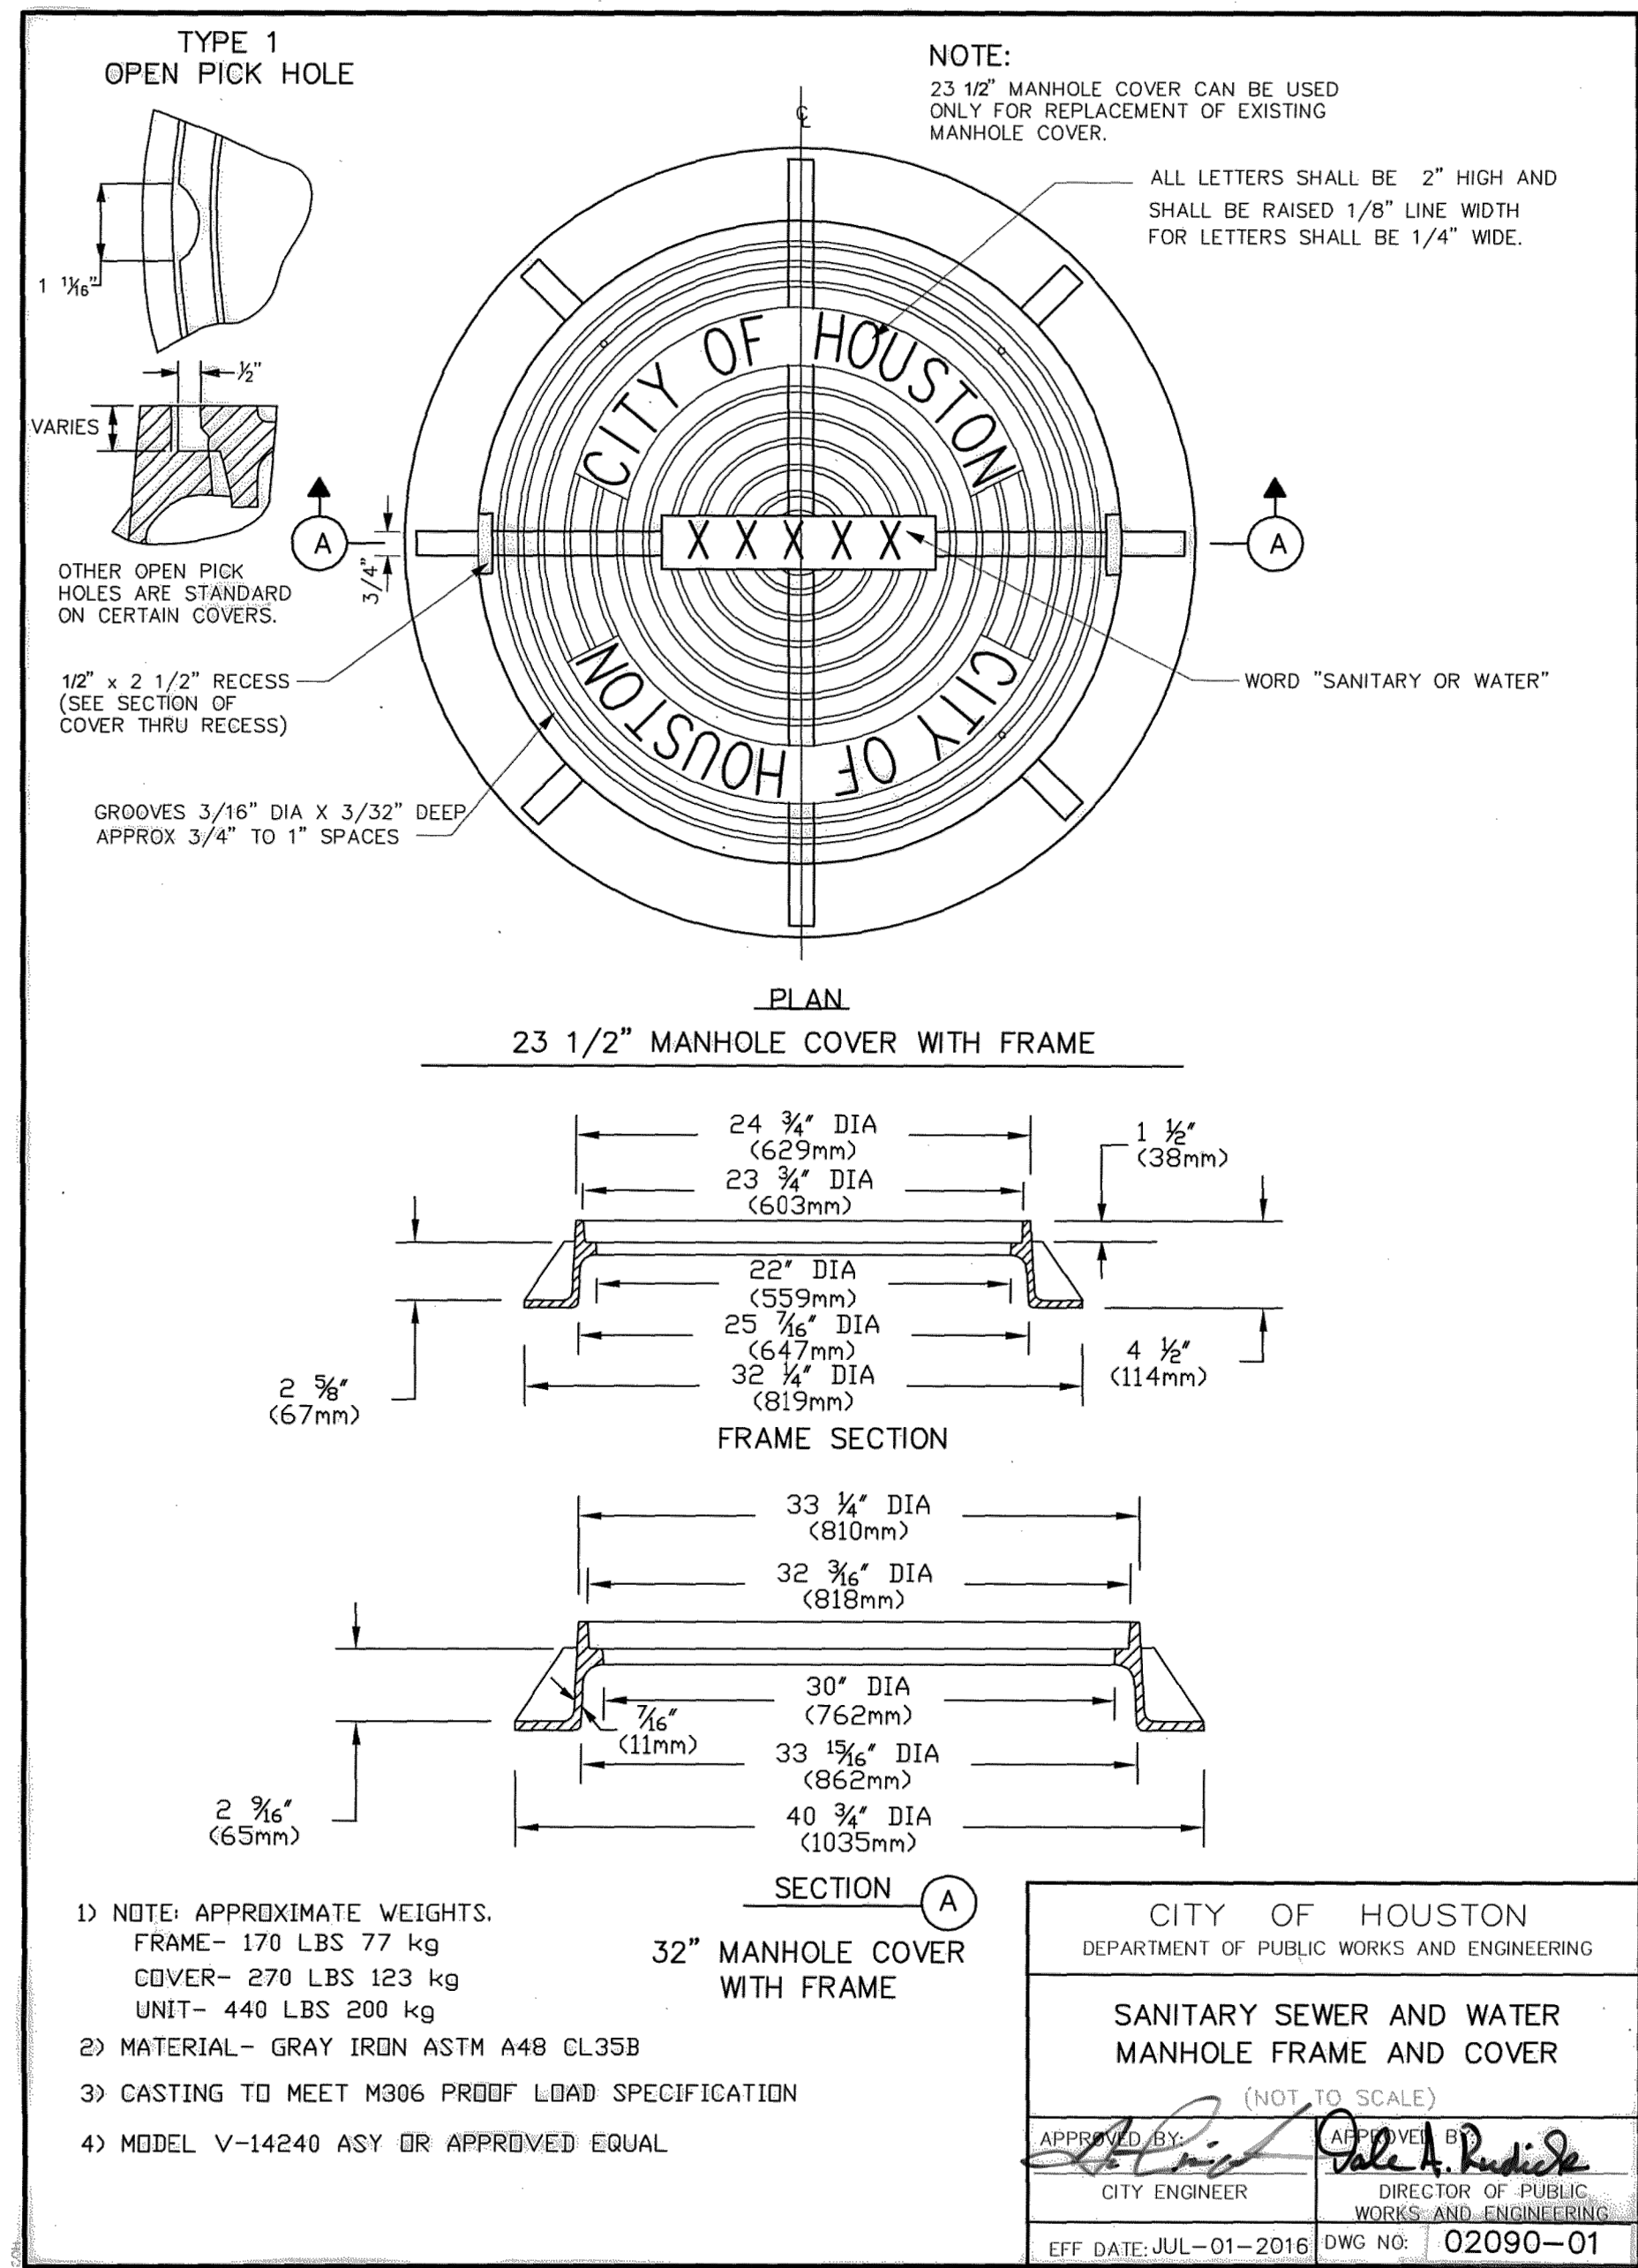 TYPE 1
OPEN PICK HOLE
NOTE:
23 1/2" MANHOLE COVER CAN BE USED
ONLY FOR REPLACEMENT OF EXISTING
MANHOLE COVER.
℄
ALL LETTERS SHALL BE 2" HIGH AND
SHALL BE RAISED 1/8" LINE WIDTH
FOR LETTERS SHALL BE 1/4" WIDE.
1 11/16"
1/2"
VARIES
CITY OF HOUSTON
A
3/4"
X X X X X
A
OTHER OPEN PICK
HOLES ARE STANDARD
ON CERTAIN COVERS.
1/2" x 2 1/2" RECESS
(SEE SECTION OF
COVER THRU RECESS)
WORD "SANITARY OR WATER"
CITY OF HOUSTON
GROOVES 3/16" DIA X 3/32" DEEP
APPROX 3/4" TO 1" SPACES
PLAN
23 1/2" MANHOLE COVER WITH FRAME
24 3/4" DIA
(629mm)
1 1/2"
(38mm)
23 3/4" DIA
(603mm)
22" DIA
(559mm)
25 7/16" DIA
(647mm)
4 1/2"
(114mm)
32 1/4" DIA
(819mm)
2 5/8"
(67mm)
FRAME SECTION
33 1/4" DIA
(810mm)
32 3/16" DIA
(818mm)
30" DIA
(762mm)
7/16"
(11mm)
33 15/16" DIA
(862mm)
2 9/16"
(65mm)
40 3/4" DIA
(1035mm)
SECTION A
32" MANHOLE COVER
WITH FRAME
1) NOTE: APPROXIMATE WEIGHTS.
FRAME- 170 LBS 77 kg
COVER- 270 LBS 123 kg
UNIT- 440 LBS 200 kg
2) MATERIAL- GRAY IRON ASTM A48 CL35B
3) CASTING TO MEET M306 PROOF LOAD SPECIFICATION
4) MODEL V-14240 ASY OR APPROVED EQUAL
CITY OF HOUSTON
DEPARTMENT OF PUBLIC WORKS AND ENGINEERING
SANITARY SEWER AND WATER
MANHOLE FRAME AND COVER
(NOT TO SCALE)
APPROVED BY:
CITY ENGINEER
APPROVED BY:
Dale A. Rudick
DIRECTOR OF PUBLIC
WORKS AND ENGINEERING
EFF DATE: JUL-01-2016
DWG NO: 02090-01